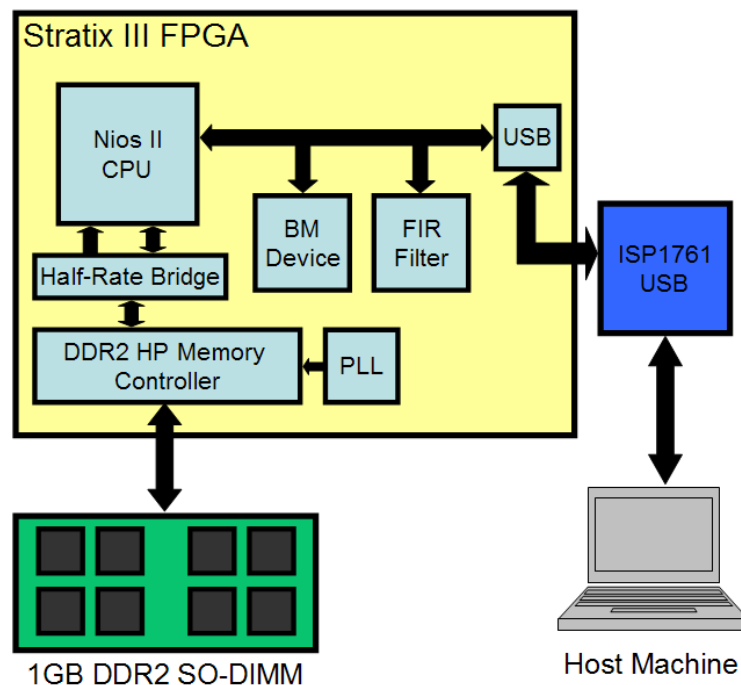 Stratix III FPGA
Nios II
CPU
USB
BM
Device
FIR
Filter
ISP1761
USB
Half-Rate Bridge
DDR2 HP Memory
Controller
PLL
1GB DDR2 SO-DIMM
Host Machine